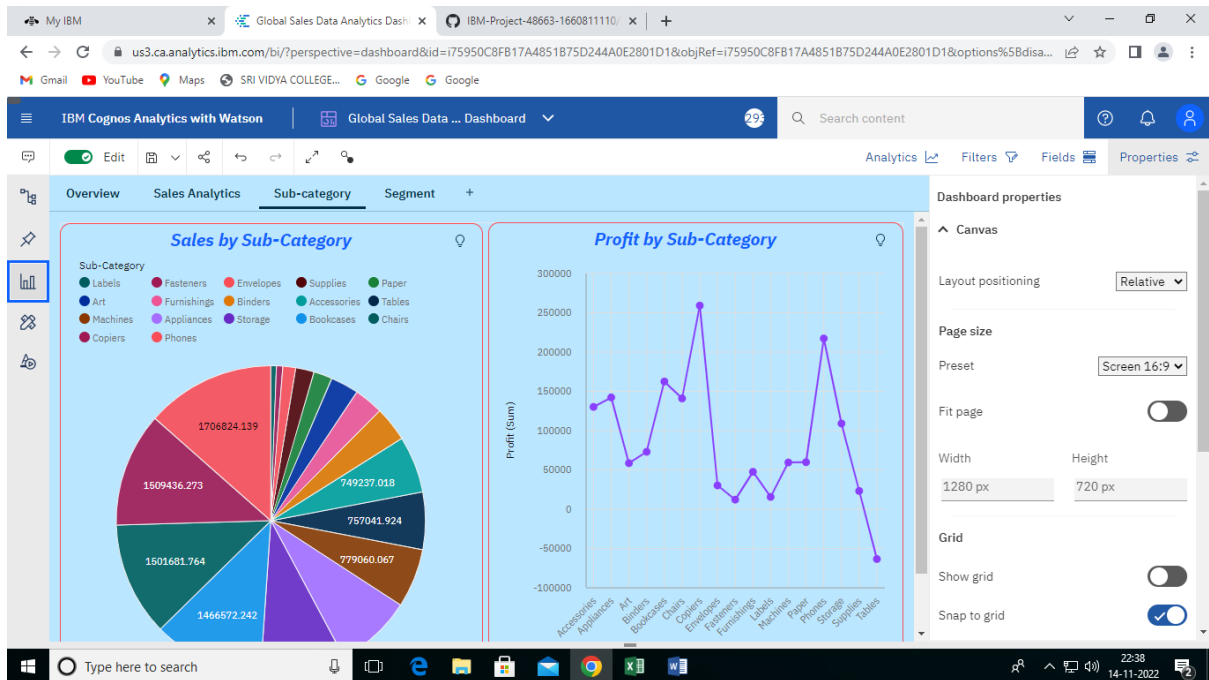 My IBM
Global Sales Data Analytics Dash
IBM-Project-48663-1660811110/
us3.ca.analytics.ibm.com/bi/?perspective=dashboard&id=i75950C8FB17A4851B75D244A0E2801D1&objRef=i75950C8FB17A4851B75D244A0E2801D1&options%5Bdisa...
Gmail YouTube Maps SRI VIDYA COLLEGE... Google Google
IBM Cognos Analytics with Watson Global Sales Data ... Dashboard 293 Search content
Edit Analytics Filters Fields Properties
Overview Sales Analytics Sub-category Segment +
Sales by Sub-Category
Sub-Category
Labels Fasteners Envelopes Supplies Paper
Art Furnishings Binders Accessories Tables
Machines Appliances Storage Bookcases Chairs
Copiers Phones
1706824.139
1509436.273
1501681.764
1466572.242
749237.018
757041.924
779060.067
Profit by Sub-Category
Profit (Sum)
300000
250000
200000
150000
100000
50000
0
-50000
-100000
Accessories Appliances Art Binders Bookcases Chairs Copiers Envelopes Fasteners Furnishings Labels Machines Paper Phones Storage Supplies Tables
Dashboard properties
Canvas
Layout positioning Relative
Page size
Preset Screen 16:9
Fit page
Width Height
1280 px 720 px
Grid
Show grid
Snap to grid
Type here to search
22:38
14-11-2022
2